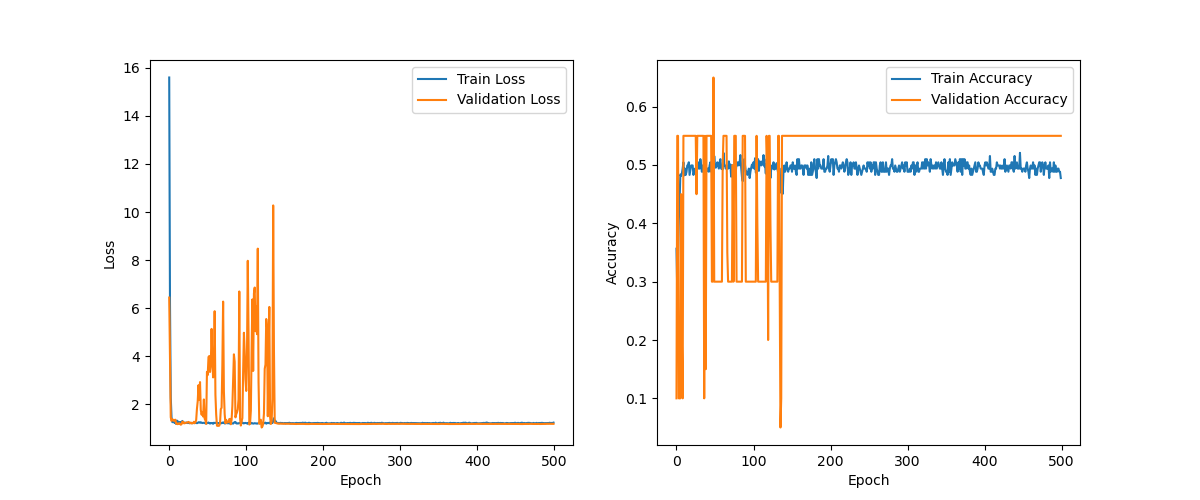 Train Loss
Validation Loss
16
14
12
10
8
6
4
2
0 100 200 300 400 500
Epoch
Loss
Train Accuracy
Validation Accuracy
0.6
0.5
0.4
0.3
0.2
0.1
0 100 200 300 400 500
Epoch
Accuracy